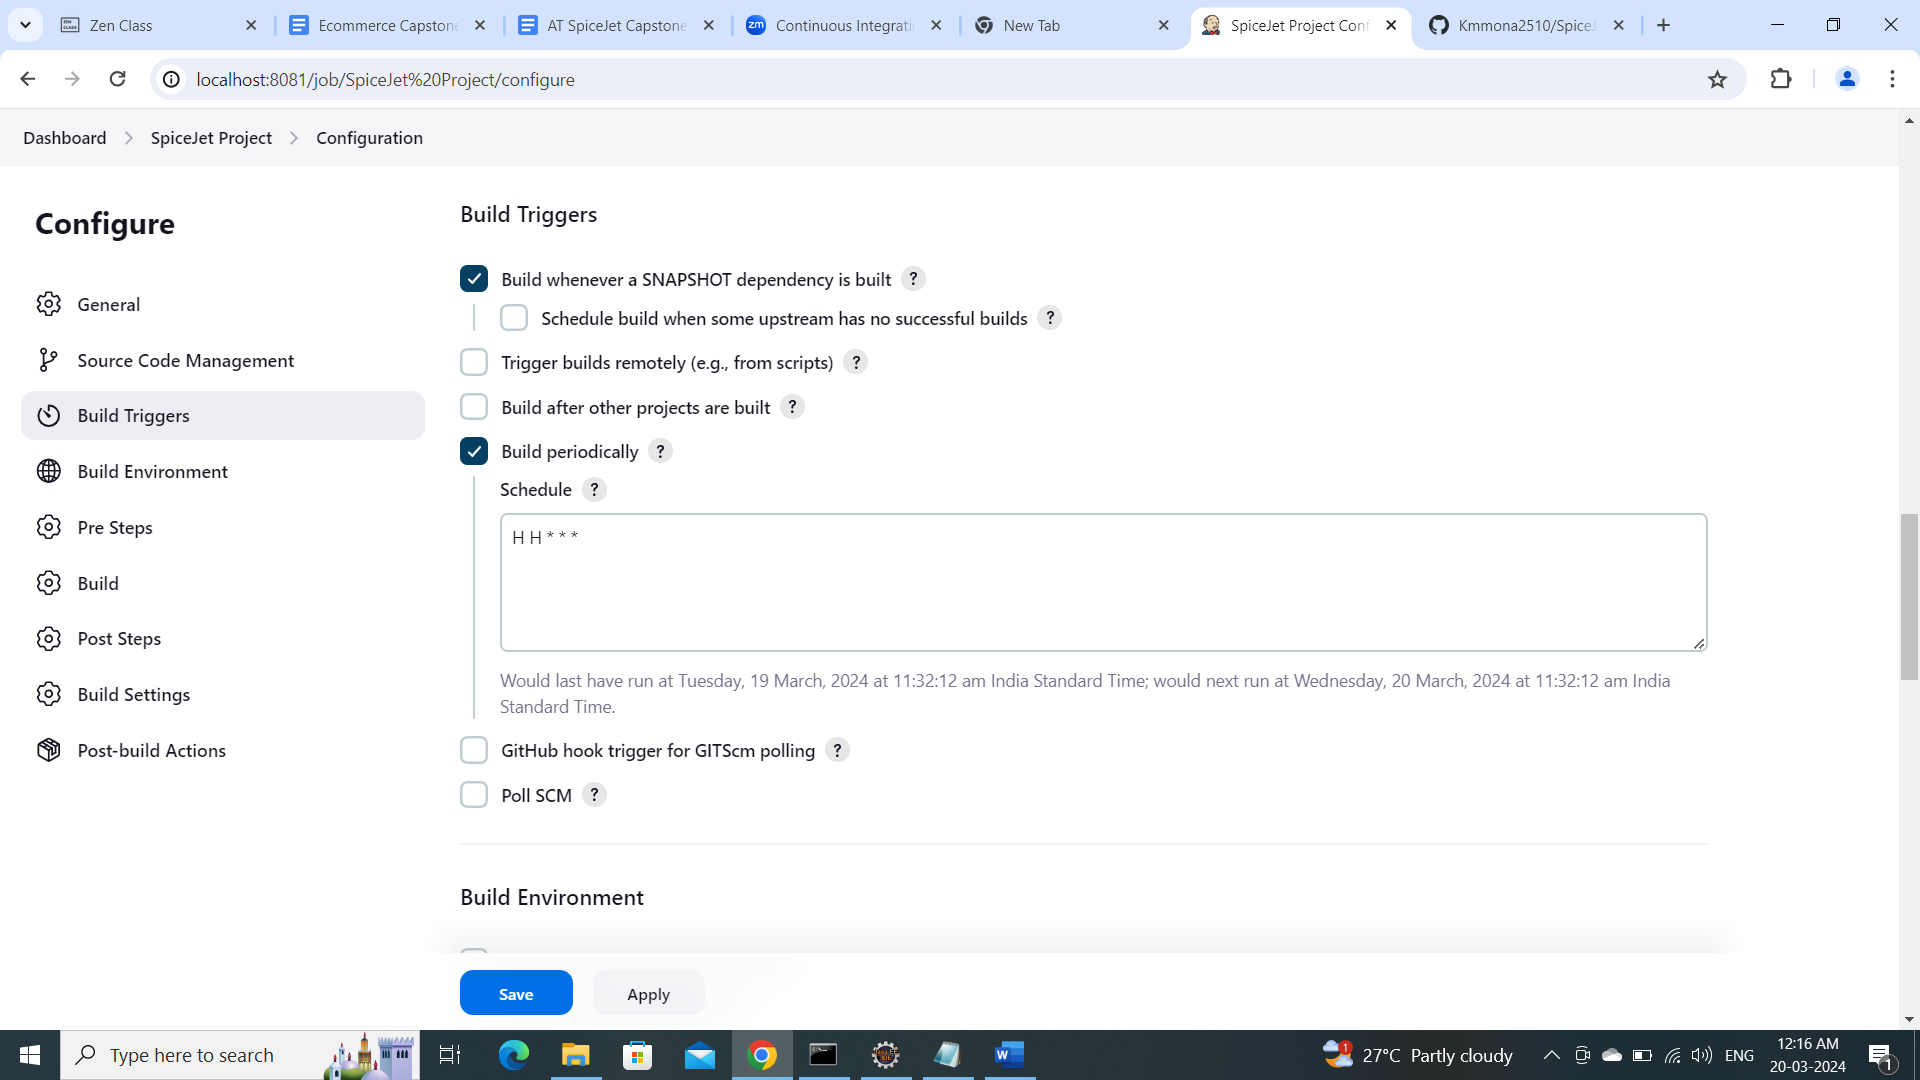 Zen Class
Ecommerce Capstone
AT SpiceJet Capstone
zm Continuous Integrati
New Tab
SpiceJet Project Conf
Kmmona2510/SpiceJ
localhost:8081/job/SpiceJet%20Project/configure
Dashboard > SpiceJet Project > Configuration
Configure
General
Source Code Management
Build Triggers
Build Environment
Pre Steps
Build
Post Steps
Build Settings
Post-build Actions
Build Triggers
Build whenever a SNAPSHOT dependency is built ?
Schedule build when some upstream has no successful builds ?
Trigger builds remotely (e.g., from scripts) ?
Build after other projects are built ?
Build periodically ?
Schedule ?
H H * * *
Would last have run at Tuesday, 19 March, 2024 at 11:32:12 am India Standard Time; would next run at Wednesday, 20 March, 2024 at 11:32:12 am India
Standard Time.
GitHub hook trigger for GITScm polling ?
Poll SCM ?
Build Environment
Save
Apply
Type here to search
1
27°C Partly cloudy
ENG
12:16 AM
20-03-2024
1